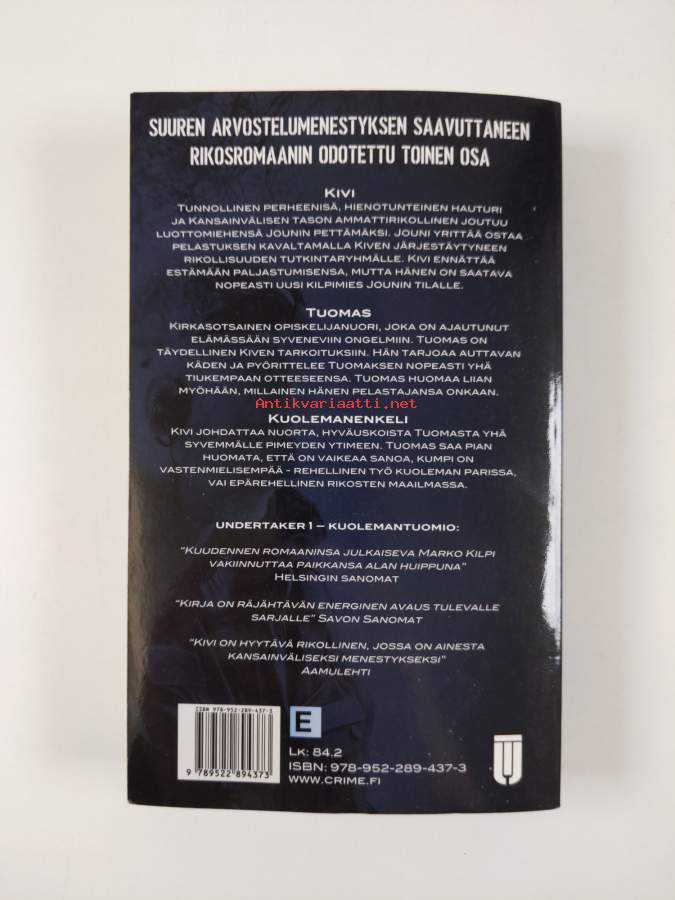 SUUREN ARVOSTELUMENESTYKSEN SAAVUTTANEEN
RIKOSROMAANIN ODOTETTU TOINEN OSA
KIVI
TUNNOLLINEN PERHEENISÄ, HIENOTUNTEINEN HAUTURI
JA KANSAINVÄLISEN TASON AMMATTIRIKOLLINEN JOUTUU
LUOTTOMIEHENSÄ JOUNIN PETTÄMÄKSI. JOUNI YRITTÄÄ OSTAA
PELASTUKSEN KAVALTAMALLA KIVEN JÄRJESTÄYTYNEEN
RIKOLLISUUDEN TUTKINTARYHMÄLLE. KIVI ENNÄTTÄÄ
ESTÄMÄÄN PALJASTUMISENSA, MUTTA HÄNEN ON SAATAVA
NOPEASTI UUSI KILPIMIES JOUNIN TILALLE.
TUOMAS
KIRKASOTSAINEN OPISKELIJANUORI, JOKA ON AJAUTUNUT
ELÄMÄSSÄÄN SYVENEVIIN ONGELMIIN. TUOMAS ON
TÄYDELLINEN KIVEN TARKOITUKSIIN. HÄN TARJOAA AUTTAVAN
KÄDEN JA PYÖRITTELEE TUOMAKSEN NOPEASTI YHÄ
TIUKEMPAAN OTTEESEENSA. TUOMAS HUOMAA LIIAN
MYÖHÄÄN, MILLAINEN HÄNEN PELASTAJANSA ONKAAN.
Antikvariaatti.net
KUOLEMANENKELI
KIVI JOHDATTAA NUORTA, HYVÄUSKOISTA TUOMASTA YHÄ
SYVEMMÄLLE PIMEYDEN YTIMEEN. TUOMAS SAA PIAN
HUOMATA, ETTÄ ON VAIKEAA SANOA, KUMPI ON
VASTENMIELISEMPÄÄ - REHELLINEN TYÖ KUOLEMAN PARISSA,
VAI EPÄREHELLINEN RIKOSTEN MAAILMASSA.
UNDERTAKER 1 – KUOLEMANTUOMIO:
"KUUDENNEN ROMAANINSA JULKAISEVA MARKO KILPI
VAKIINNUTTAA PAIKKANSA ALAN HUIPPUNA"
HELSINGIN SANOMAT
"KIRJA ON RÄJÄHTÄVÄN ENERGINEN AVAUS TULEVALLE
SARJALLE" SAVON SANOMAT
"KIVI ON HYYTÄVÄ RIKOLLINEN, JOSSA ON AINESTA
KANSAINVÄLISEKSI MENESTYKSEKSI"
AAMULEHTI
ISBN 978-952-289-437-3
9 789522 894373
E
LK: 84.2
ISBN: 978-952-289-437-3
WWW.CRIME.FI